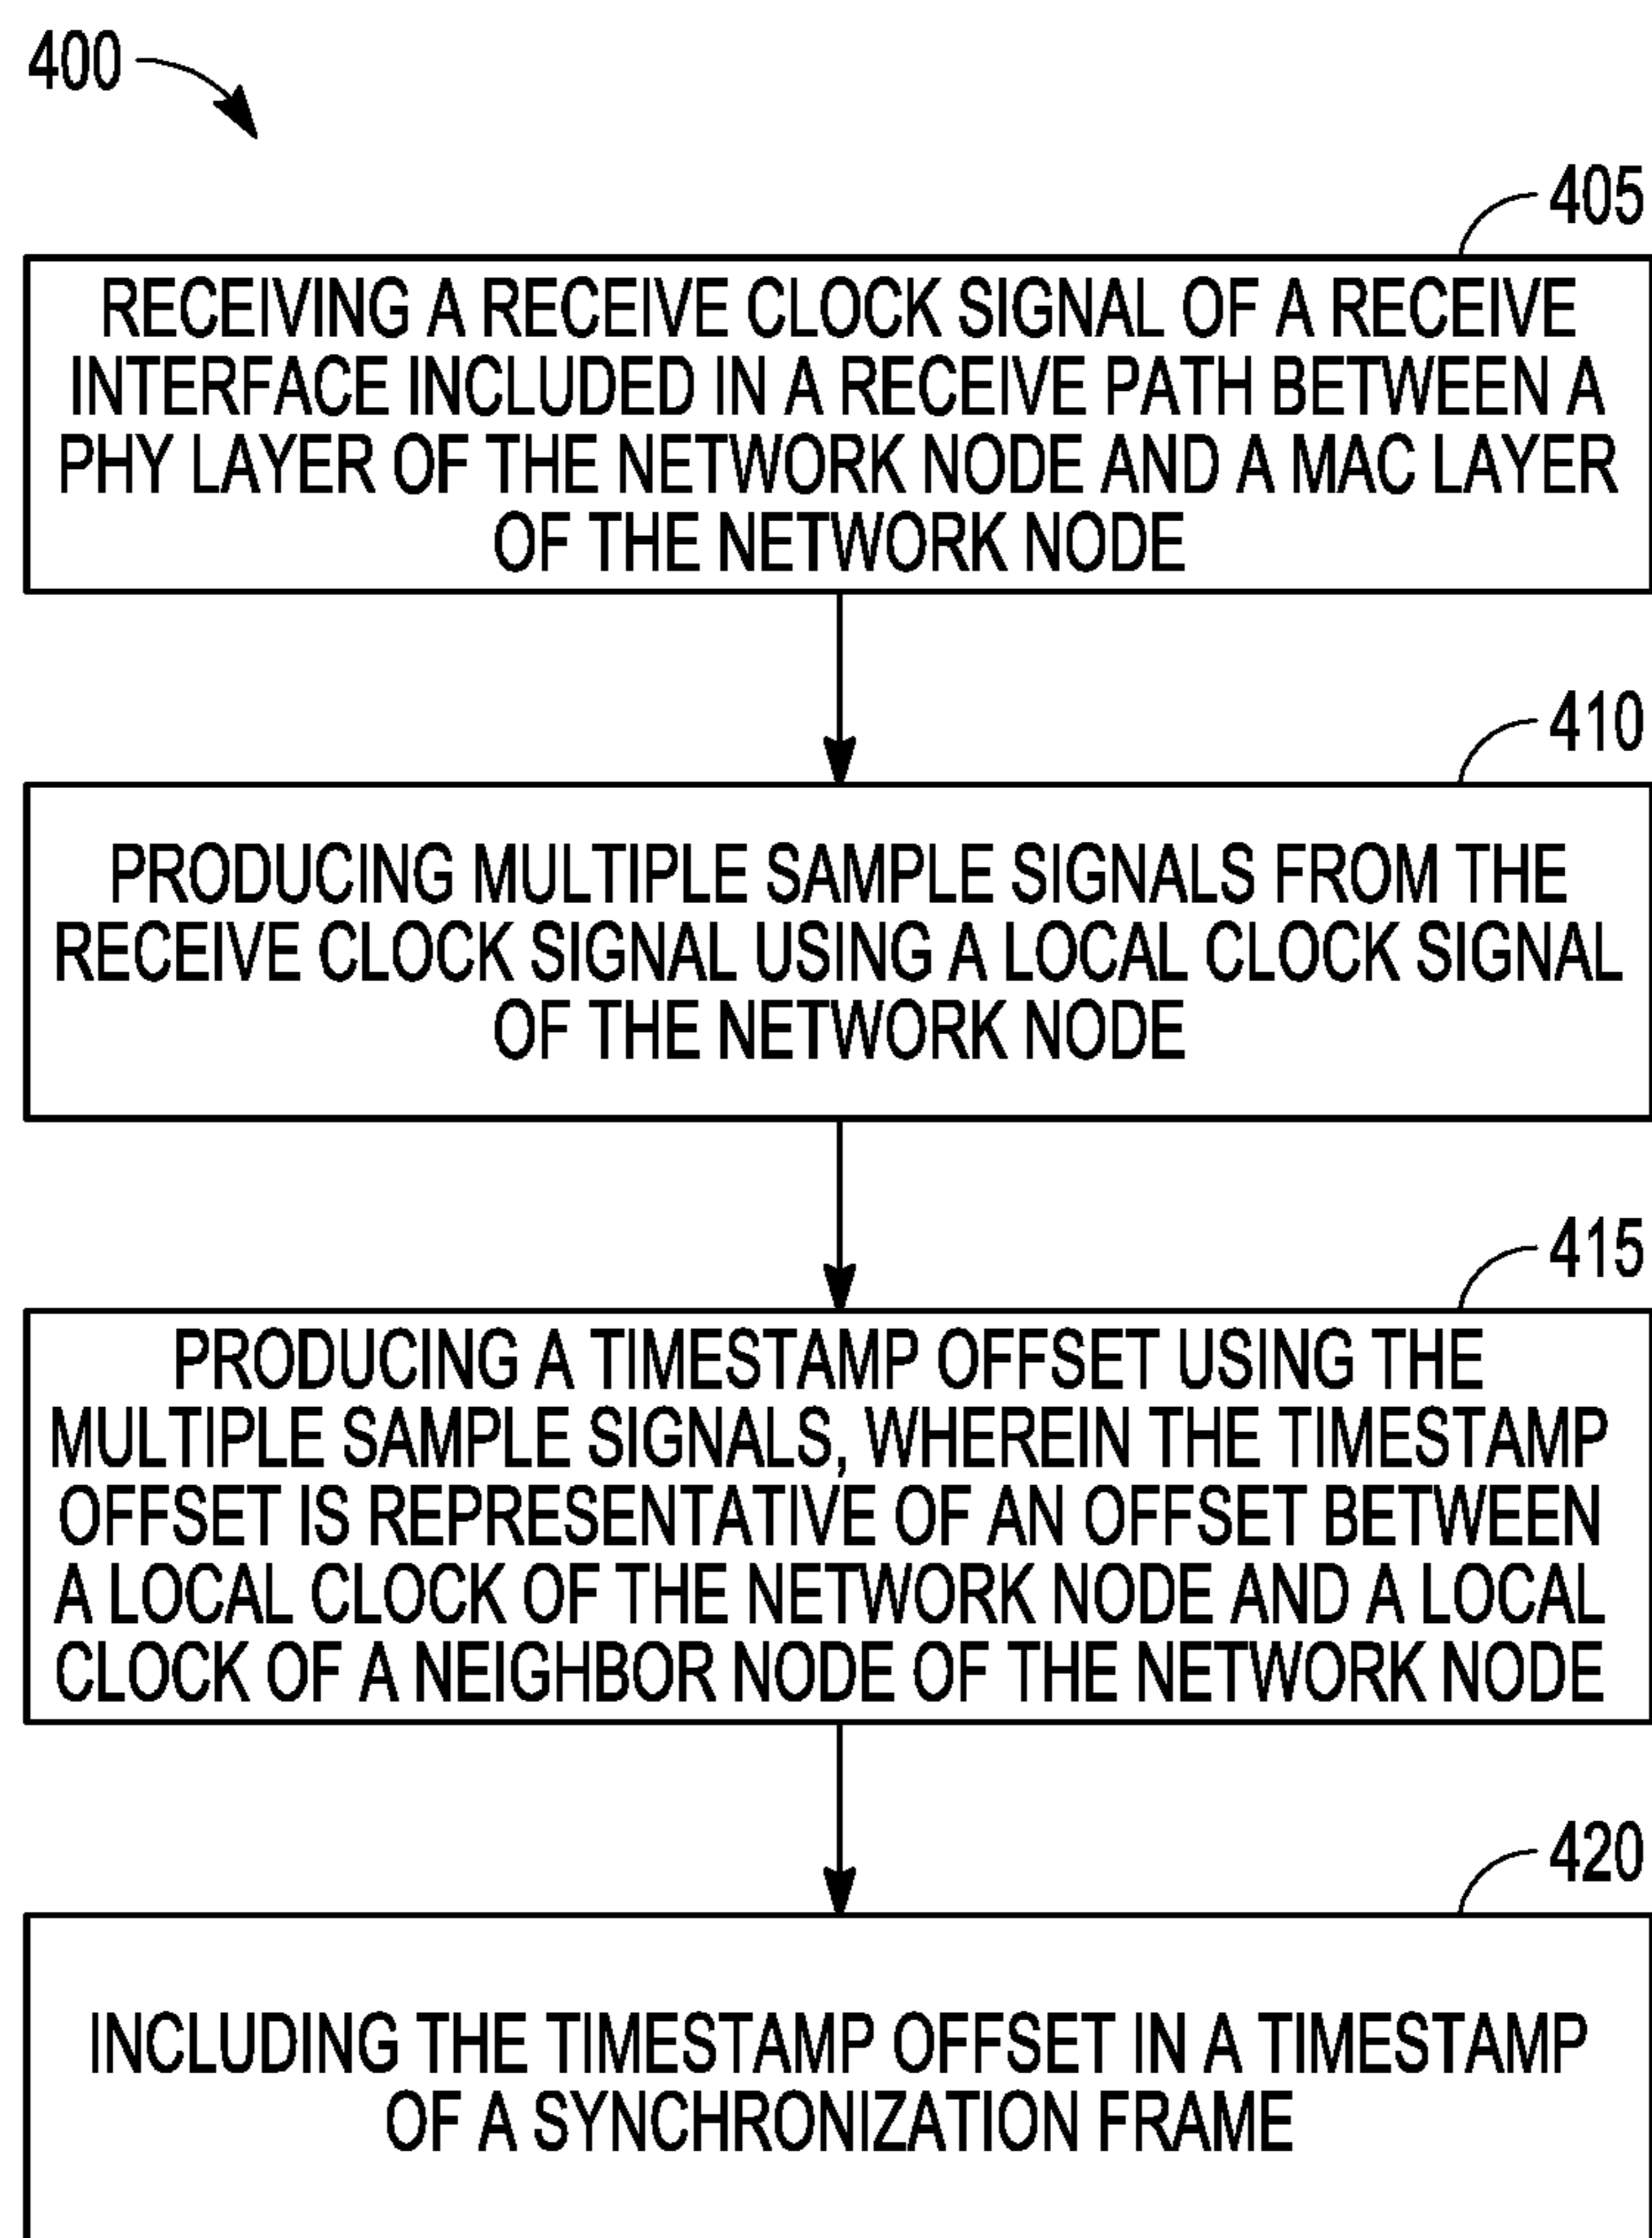 400
405
RECEIVING A RECEIVE CLOCK SIGNAL OF A RECEIVE
INTERFACE INCLUDED IN A RECEIVE PATH BETWEEN A
PHY LAYER OF THE NETWORK NODE AND A MAC LAYER
OF THE NETWORK NODE
410
PRODUCING MULTIPLE SAMPLE SIGNALS FROM THE
RECEIVE CLOCK SIGNAL USING A LOCAL CLOCK SIGNAL
OF THE NETWORK NODE
415
PRODUCING A TIMESTAMP OFFSET USING THE
MULTIPLE SAMPLE SIGNALS, WHEREIN THE TIMESTAMP
OFFSET IS REPRESENTATIVE OF AN OFFSET BETWEEN
A LOCAL CLOCK OF THE NETWORK NODE AND A LOCAL
CLOCK OF A NEIGHBOR NODE OF THE NETWORK NODE
420
INCLUDING THE TIMESTAMP OFFSET IN A TIMESTAMP
OF A SYNCHRONIZATION FRAME